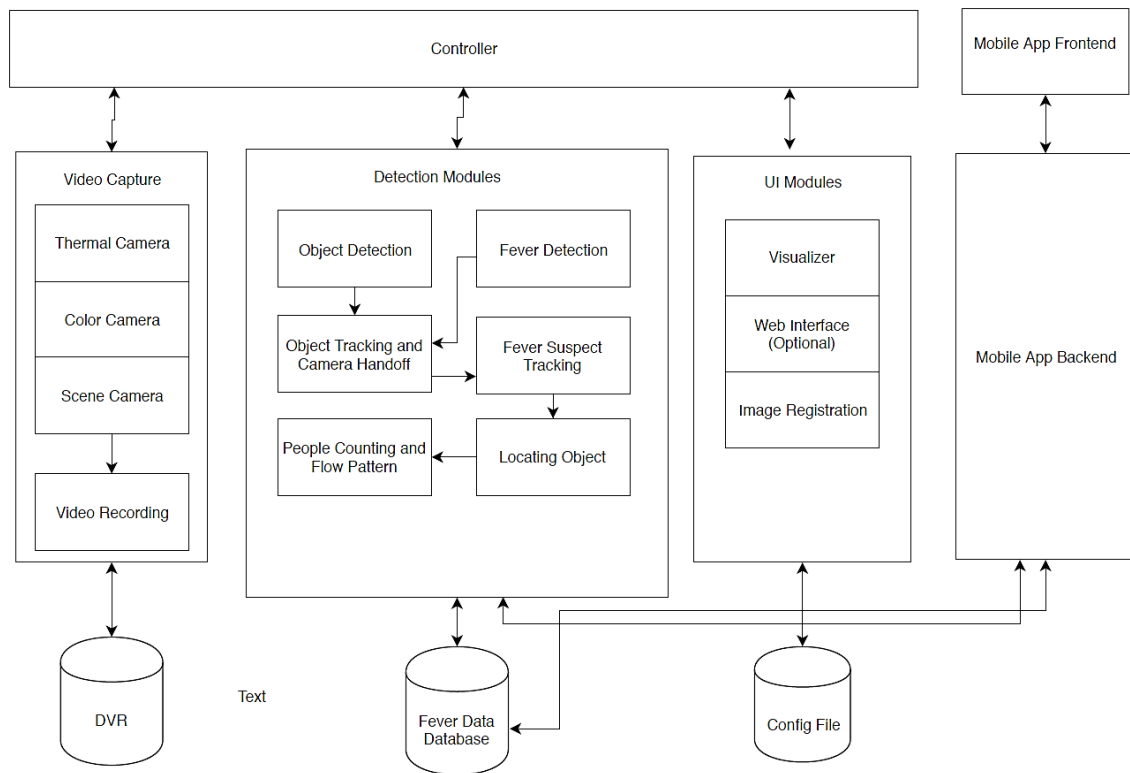 Controller
Mobile App Frontend
Video Capture
Thermal Camera
Color Camera
Scene Camera
Video Recording
Detection Modules
Object Detection
Fever Detection
Object Tracking and
Camera Handoff
Fever Suspect
Tracking
People Counting and
Flow Pattern
Locating Object
UI Modules
Visualizer
Web Interface
(Optional)
Image Registration
Mobile App Backend
DVR
Text
Fever Data
Database
Config File